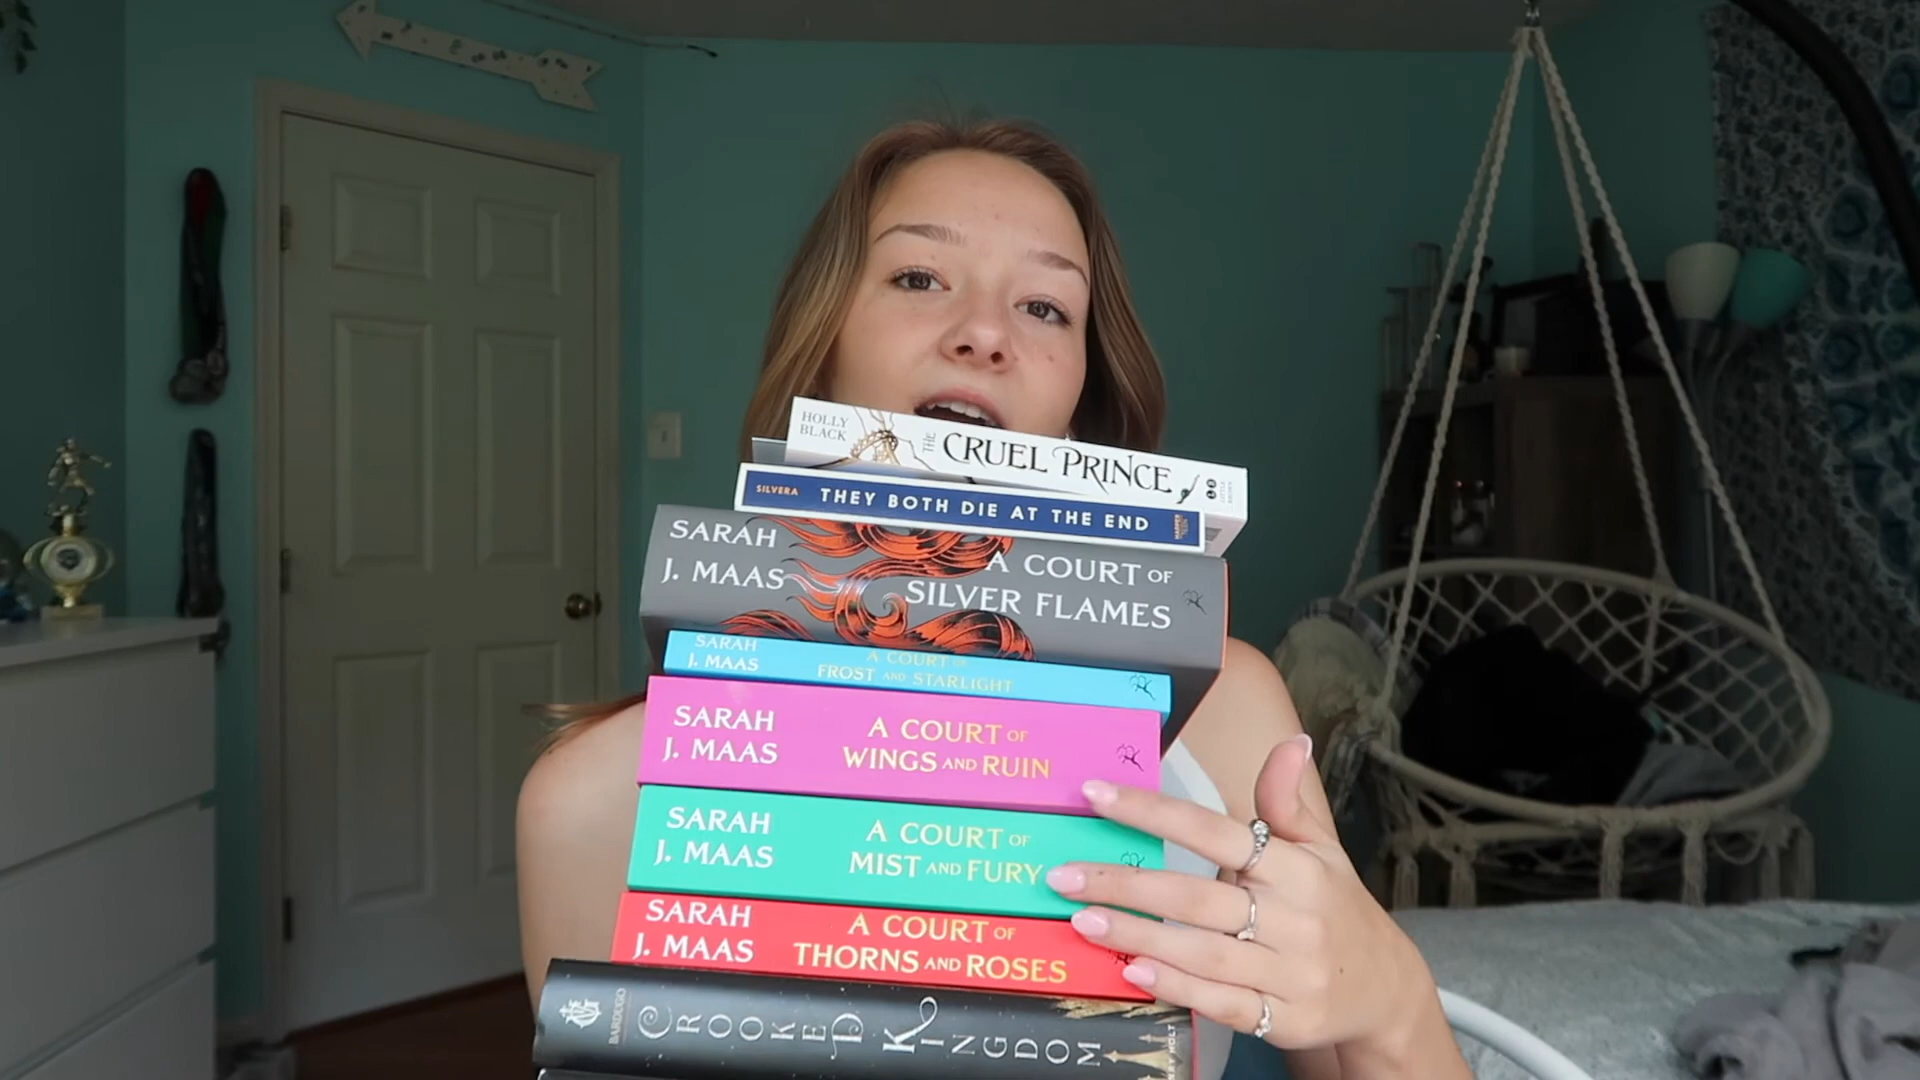 HOLLY
BLACK
THE
CRUEL PRINCE
SILVERA
THEY BOTH DIE AT THE END
SARAH
J. MAAS
A COURT OF
SILVER FLAMES
SARAH
J. MAAS
A COURT OF
FROST AND STARLIGHT
SARAH
J. MAAS
A COURT OF
WINGS AND RUIN
SARAH
J. MAAS
A COURT OF
MIST AND FURY
SARAH
J. MAAS
A COURT OF
THORNS AND ROSES
BARDUGO
CROOKED KINGDOM